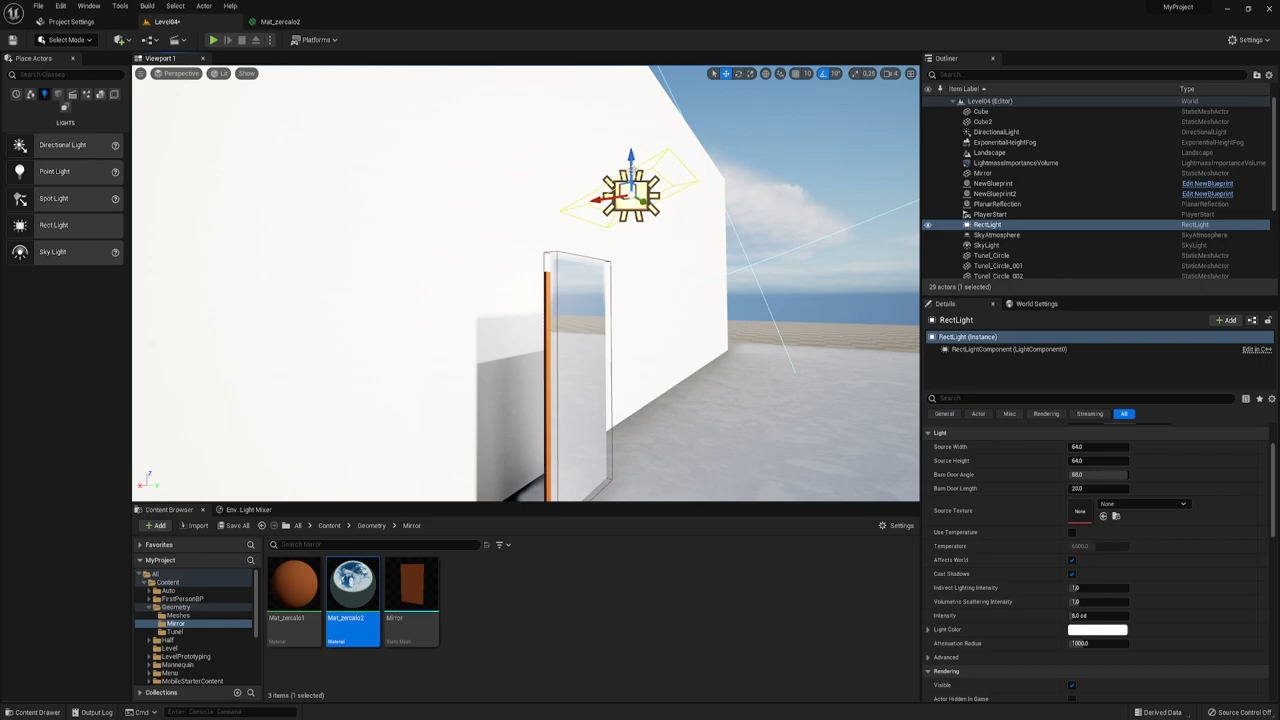 File Edit Window Tools Build Select Actor Help
MyProject
Project Settings Level04• Mat_zercalo2
Select Mode Platforms Settings
Place Actors
Search Classes
LIGHTS
Directional Light
Point Light
Spot Light
Rect Light
Sky Light
Viewport 1
Perspective Lit Show 10 10° 0,25 4
Outliner
Search...
Item Label Type
Level04 (Editor) World
Cube StaticMeshActor
Cube2 StaticMeshActor
DirectionalLight DirectionalLight
ExponentialHeightFog ExponentialHeightFog
Landscape Landscape
LightmassImportanceVolume LightmassImportanceVolume
Mirror StaticMeshActor
NewBlueprint Edit NewBlueprint
NewBlueprint2 Edit NewBlueprint
PlanarReflection PlanarReflection
PlayerStart PlayerStart
RectLight RectLight
SkyAtmosphere SkyAtmosphere
SkyLight SkyLight
Tunel_Circle StaticMeshActor
Tunel_Circle_001 StaticMeshActor
Tunel_Circle_002 StaticMeshActor
29 actors (1 selected)
Details World Settings
RectLight Add
RectLight (Instance)
RectLightComponent (LightComponent0) Edit in C++
Search
General Actor Misc Rendering Streaming All
Light
Source Width 64,0
Source Height 64,0
Barn Door Angle 88,0
Barn Door Length 20,0
Source Texture None None
Use Temperature
Temperature 6500,0
Affects World
Cast Shadows
Indirect Lighting Intensity 1,0
Volumetric Scattering Intensity 1,0
Intensity 8,0 cd
Light Color
Attenuation Radius 1000,0
Advanced
Rendering
Visible
Actor Hidden In Game
Z
X Y
Content Browser Env. Light Mixer
Add Import Save All All Content Geometry Mirror Settings
Favorites
MyProject
All
Content
Auto
FirstPersonBP
Geometry
Meshes
Mirror
Tunel
Half
Level
LevelPrototyping
Mannequin
Menu
MobileStarterContent
Collections
Search Mirror
Mat_zercalo1
Material
Mat_zercalo2
Material
Mirror
Static Mesh
3 items (1 selected)
Content Drawer Output Log Cmd Enter Console Command Derived Data Source Control Off